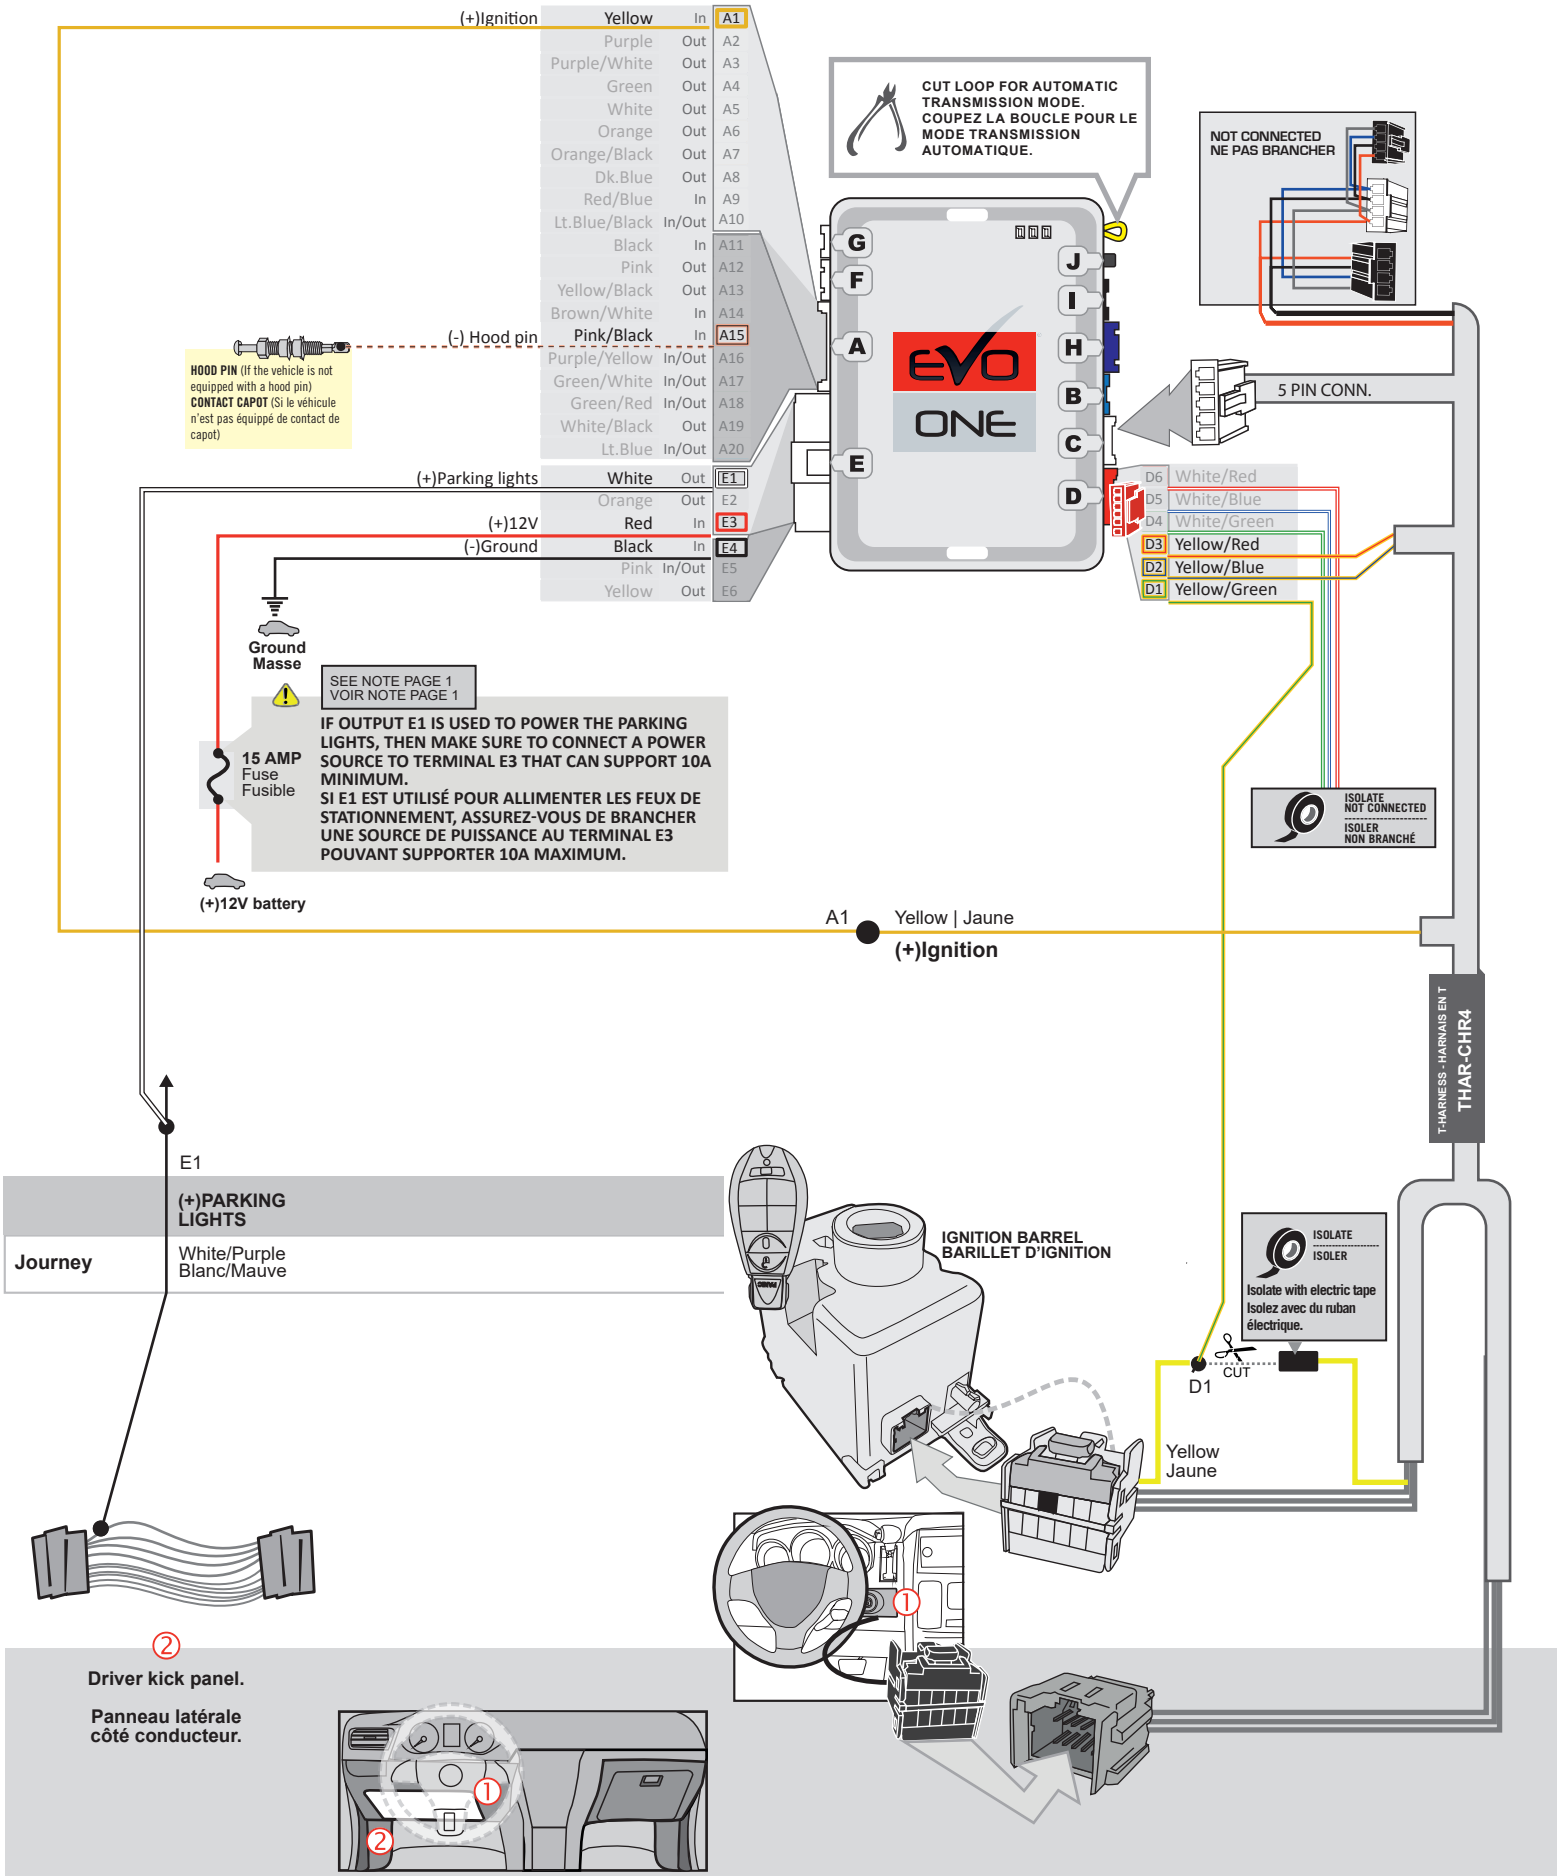 (+)Ignition Yellow In A1
Purple Out A2
Purple/White Out A3
Green Out A4
White Out A5
Orange Out A6
Orange/Black Out A7
Dk.Blue Out A8
Red/Blue In A9
Lt.Blue/Black In/Out A10
Black In A11
Pink Out A12
Yellow/Black Out A13
Brown/White In A14
(-) Hood pin Pink/Black In A15
Purple/Yellow In/Out A16
Green/White In/Out A17
Green/Red In/Out A18
White/Black Out A19
Lt.Blue In/Out A20
(+)Parking lights White Out E1
Orange Out E2
(+)12V Red In E3
(-)Ground Black In E4
Pink In/Out E5
Yellow Out E6
HOOD PIN (If the vehicle is not
equipped with a hood pin)
CONTACT CAPOT (Si le véhicule
n'est pas équippé de contact de
capot)
CUT LOOP FOR AUTOMATIC
TRANSMISSION MODE.
COUPEZ LA BOUCLE POUR LE
MODE TRANSMISSION
AUTOMATIQUE.
NOT CONNECTED
NE PAS BRANCHER
G
F
A
E
J
I
H
B
C
D
EVO
ONE
5 PIN CONN.
D6 White/Red
D5 White/Blue
D4 White/Green
D3 Yellow/Red
D2 Yellow/Blue
D1 Yellow/Green
Ground
Masse
SEE NOTE PAGE 1
VOIR NOTE PAGE 1
IF OUTPUT E1 IS USED TO POWER THE PARKING
LIGHTS, THEN MAKE SURE TO CONNECT A POWER
SOURCE TO TERMINAL E3 THAT CAN SUPPORT 10A
MINIMUM.
SI E1 EST UTILISÉ POUR ALLIMENTER LES FEUX DE
STATIONNEMENT, ASSUREZ-VOUS DE BRANCHER
UNE SOURCE DE PUISSANCE AU TERMINAL E3
POUVANT SUPPORTER 10A MAXIMUM.
15 AMP
Fuse
Fusible
(+)12V battery
ISOLATE
NOT CONNECTED
ISOLER
NON BRANCHÉ
A1 Yellow | Jaune
(+)Ignition
T-HARNESS - HARNAIS EN T
THAR-CHR4
E1
(+)PARKING
LIGHTS
Journey
White/Purple
Blanc/Mauve
PANIC
IGNITION BARREL
BARILLET D'IGNITION
ISOLATE
ISOLER
Isolate with electric tape
Isolez avec du ruban
électrique.
CUT
D1
Yellow
Jaune
1
2
Driver kick panel.
Panneau latérale
côté conducteur.
1
2